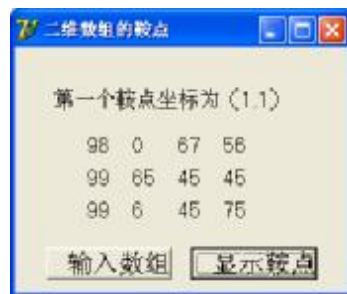 二维数组的鞍点
第一个鞍点坐标为（1.1）
98 0 67 56
99 65 45 45
99 6 45 75
输入数组 显示鞍点